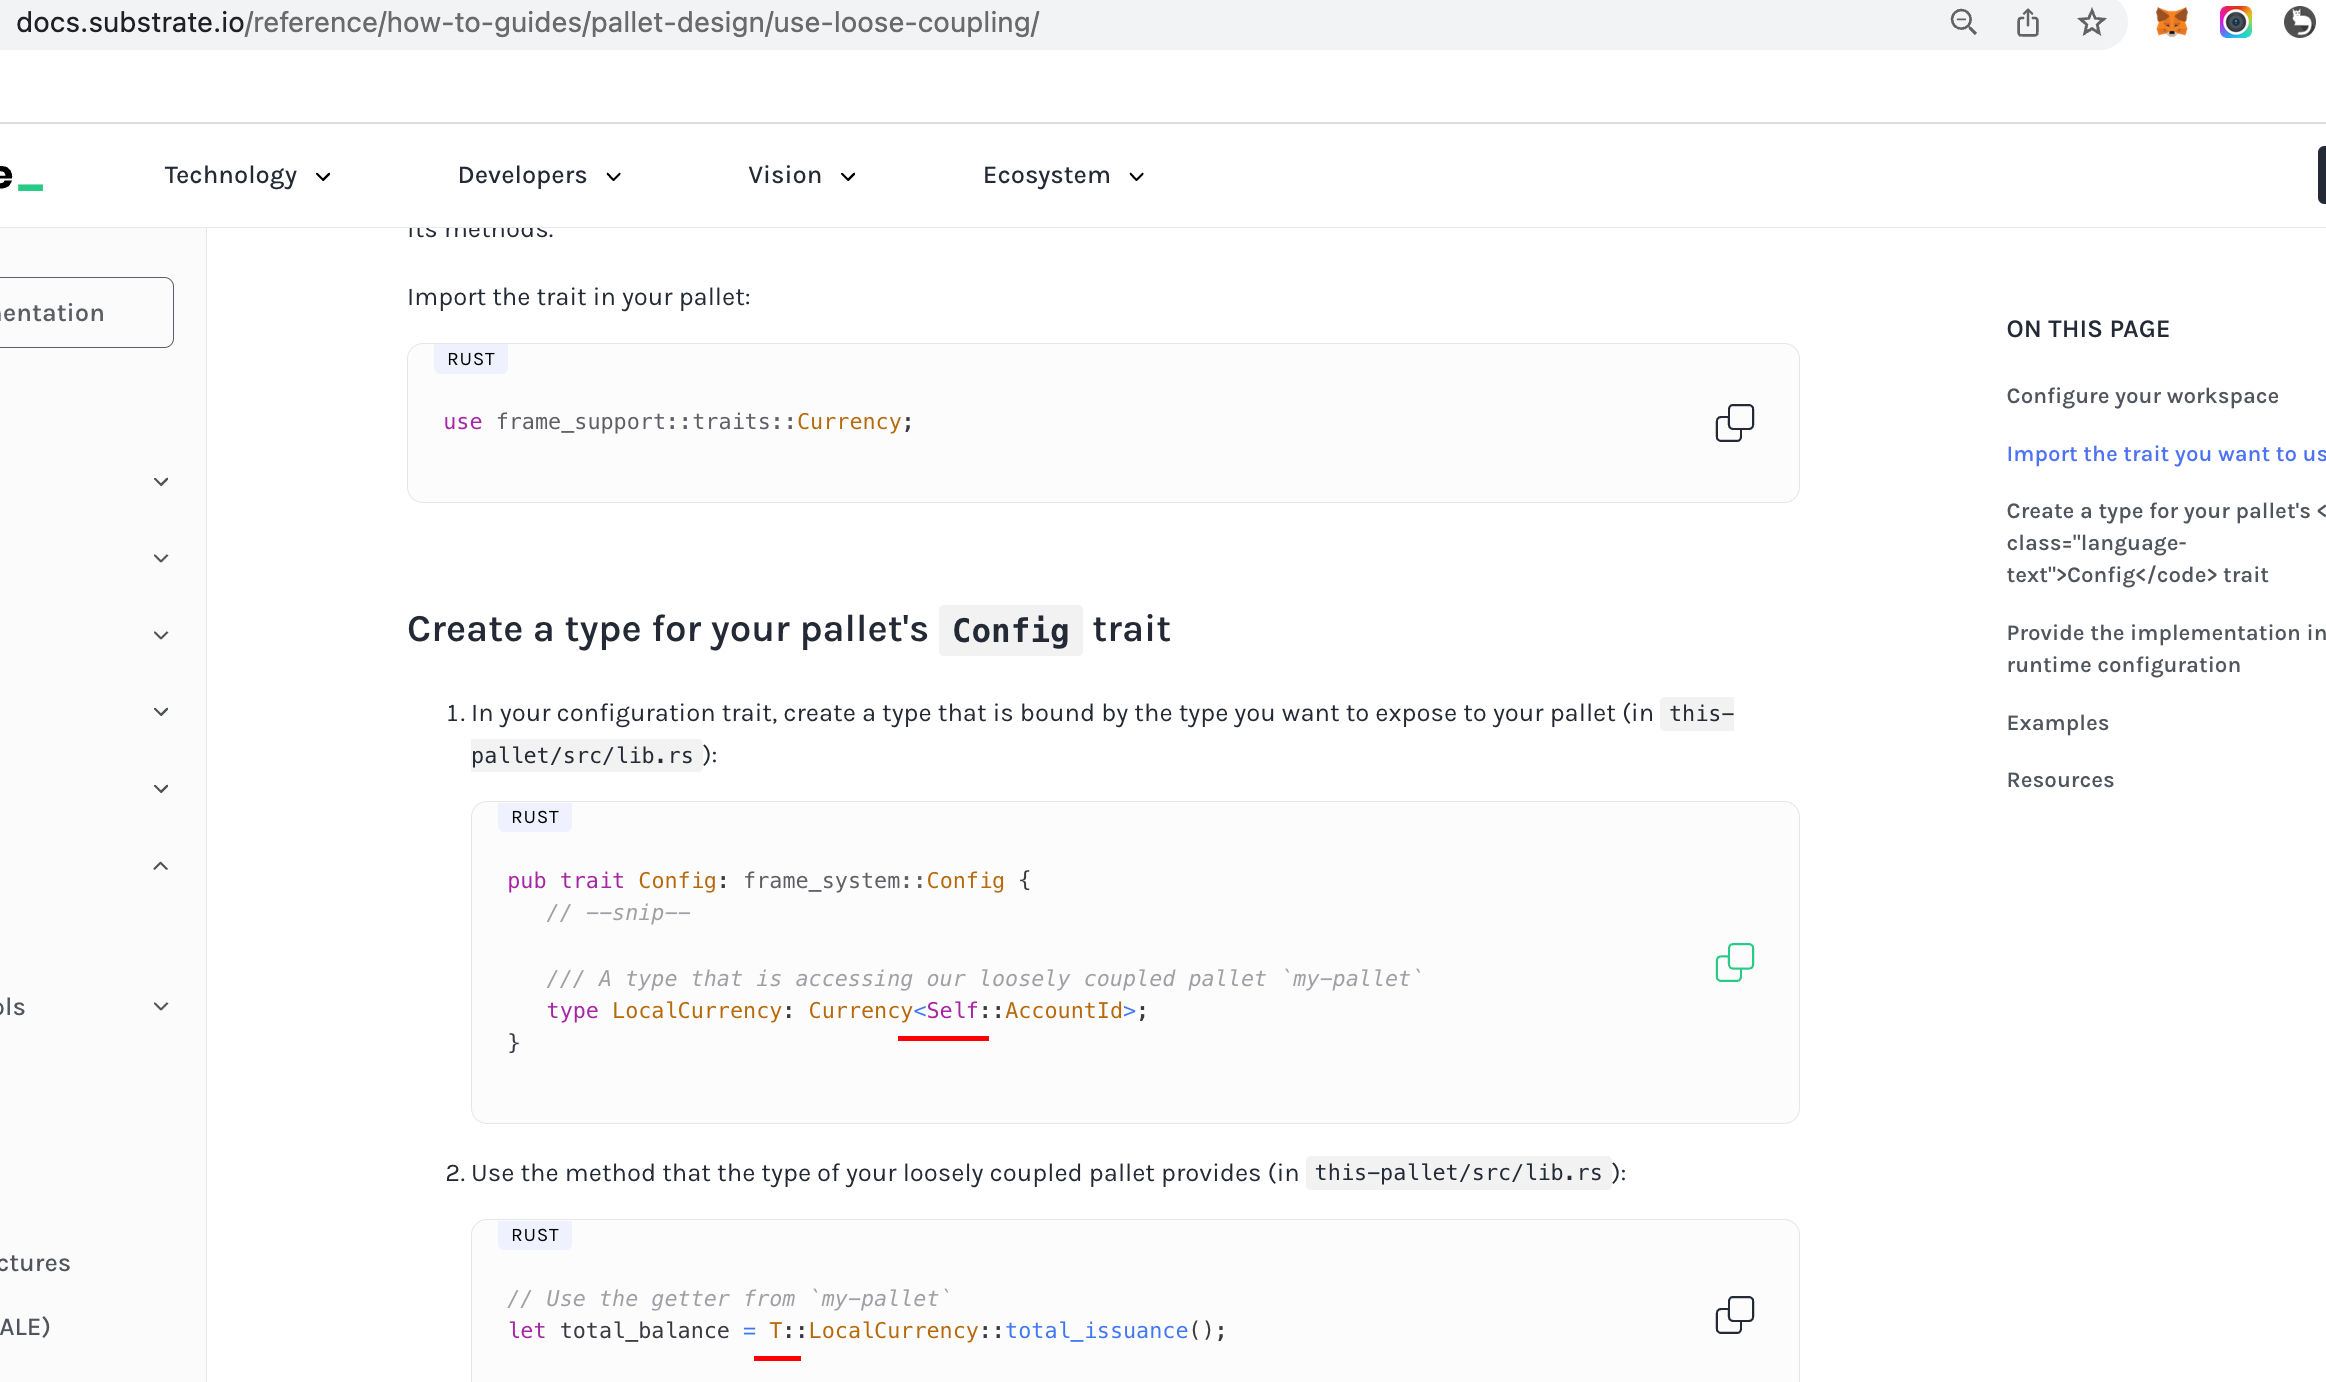 docs.substrate.io/reference/how-to-guides/pallet-design/use-loose-coupling/
e_
Technology
Developers
Vision
Ecosystem
its methods.
entation
Import the trait in your pallet:
RUST
use frame_support::traits::Currency;
Create a type for your pallet's Config trait
1. In your configuration trait, create a type that is bound by the type you want to expose to your pallet (in this-
pallet/src/lib.rs ):
RUST
pub trait Config: frame_system::Config {
// --snip--
/// A type that is accessing our loosely coupled pallet `my-pallet`
type LocalCurrency: Currency<Self::AccountId>;
}
2. Use the method that the type of your loosely coupled pallet provides (in this-pallet/src/lib.rs ):
RUST
// Use the getter from `my-pallet`
let total_balance = T::LocalCurrency::total_issuance();
ols
ctures
ALE)
ON THIS PAGE
Configure your workspace
Import the trait you want to us
Create a type for your pallet's <
class="language-
text">Config</code> trait
Provide the implementation in
runtime configuration
Examples
Resources